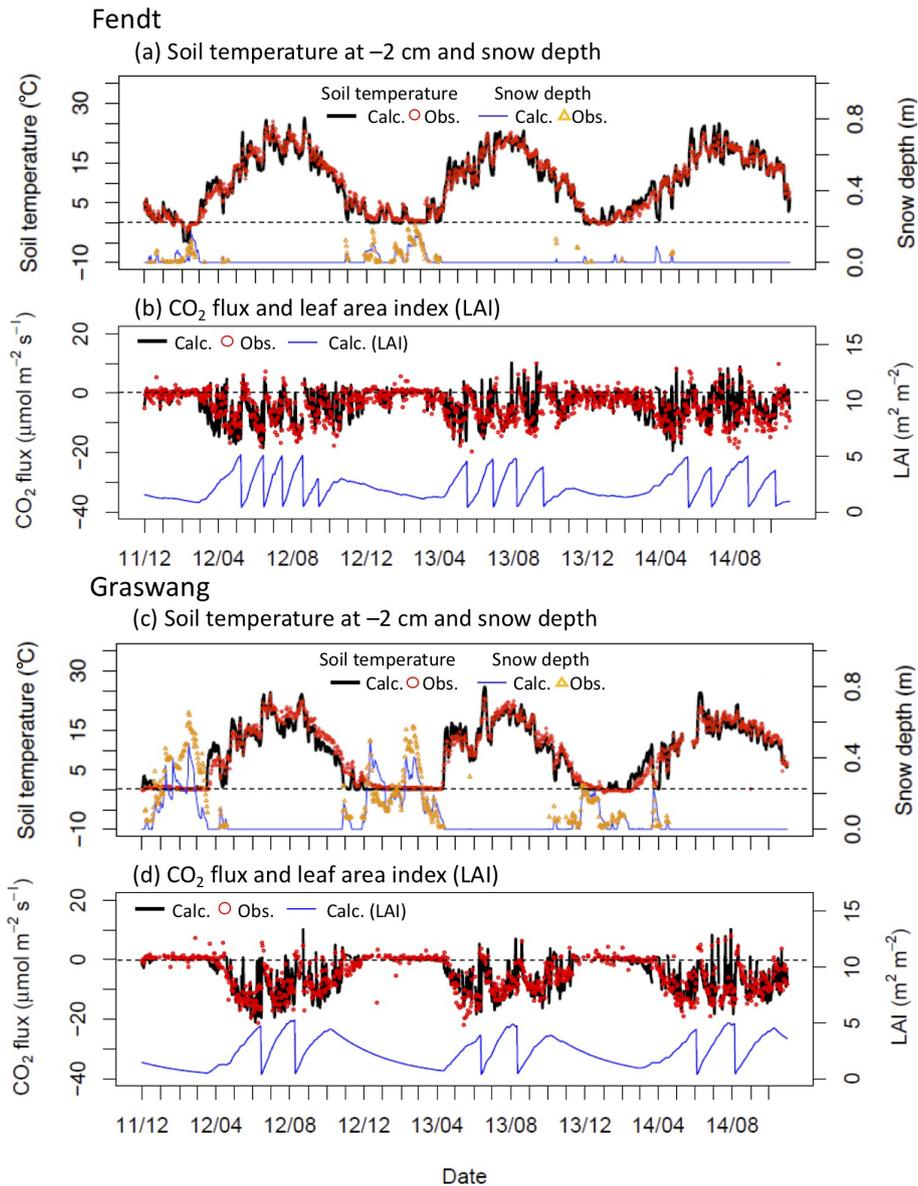 Fendt
(a) Soil temperature at –2 cm and snow depth
Soil temperature Snow depth
Calc. Obs. Calc. Obs.
Soil temperature (°C)
30
15
5
−10
Snow depth (m)
0.8
0.4
0.0
(b) CO₂ flux and leaf area index (LAI)
Calc. Obs. Calc. (LAI)
CO₂ flux (µmol m⁻² s⁻¹)
20
0
−20
−40
LAI (m² m⁻²)
15
10
5
0
11/12 12/04 12/08 12/12 13/04 13/08 13/12 14/04 14/08
Graswang
(c) Soil temperature at –2 cm and snow depth
Soil temperature Snow depth
Calc. Obs. Calc. Obs.
Soil temperature (°C)
30
15
5
−10
Snow depth (m)
0.8
0.4
0.0
(d) CO₂ flux and leaf area index (LAI)
Calc. Obs. Calc. (LAI)
CO₂ flux (µmol m⁻² s⁻¹)
20
0
−20
−40
LAI (m² m⁻²)
15
10
5
0
11/12 12/04 12/08 12/12 13/04 13/08 13/12 14/04 14/08
Date